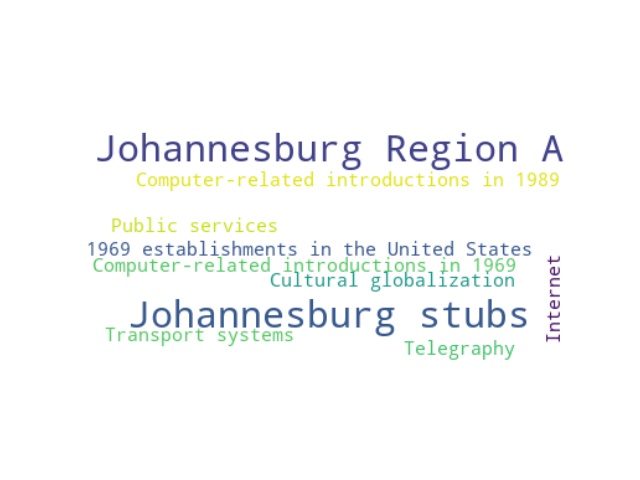 Johannesburg Region A
Computer-related introductions in 1989
Public services
1969 establishments in the United States
Computer-related introductions in 1969
Cultural globalization
Internet
Johannesburg stubs
Transport systems
Telegraphy